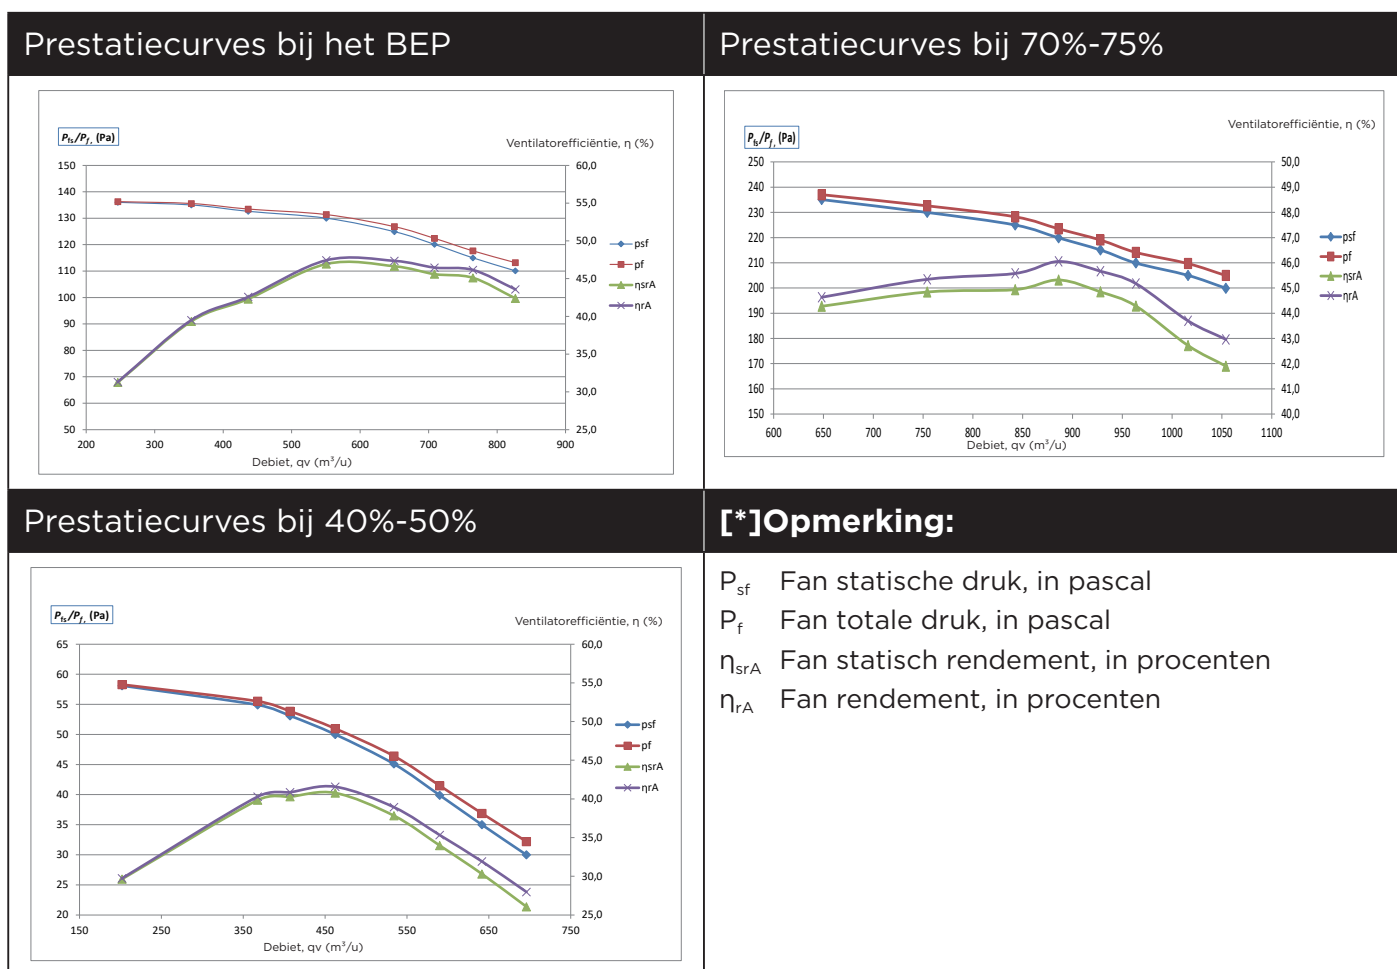 Prestatiecurves bij het BEP
Pfs/Pf, (Pa)
Ventilatorefficiëntie, η (%)
150
140
130
120
110
100
90
80
70
60
50
60,0
55,0
50,0
45,0
40,0
35,0
30,0
25,0
200 300 400 500 600 700 800 900
Debiet, qv (m³/u)
psf
pf
ηsrA
ηrA
Prestatiecurves bij 70%-75%
Pfs/Pf, (Pa)
Ventilatorefficiëntie, η (%)
250
240
230
220
210
200
190
180
170
160
150
50,0
49,0
48,0
47,0
46,0
45,0
44,0
43,0
42,0
41,0
40,0
600 650 700 750 800 850 900 950 1000 1050 1100
Debiet, qv (m³/u)
psf
pf
ηsrA
ηrA
Prestatiecurves bij 40%-50%
Pfs/Pf, (Pa)
Ventilatorefficiëntie, η (%)
65
60
55
50
45
40
35
30
25
20
60,0
55,0
50,0
45,0
40,0
35,0
30,0
25,0
150 250 350 450 550 650 750
Debiet, qv (m³/u)
psf
pf
ηsrA
ηrA
[*]Opmerking:
Psf Fan statische druk, in pascal
Pf Fan totale druk, in pascal
ηsrA Fan statisch rendement, in procenten
ηrA Fan rendement, in procenten